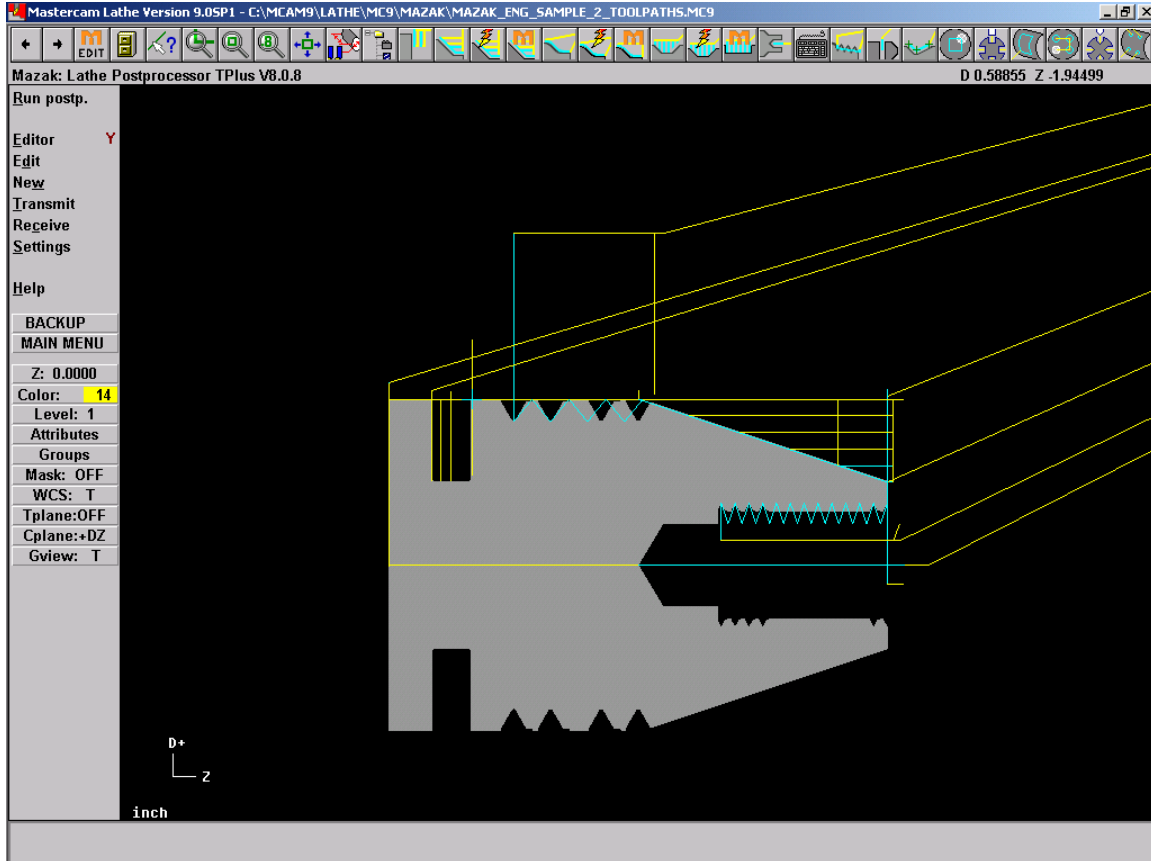 Mastercam Lathe Version 9.0SP1 - C:\MCAM9\LATHE\MC9\MAZAK\MAZAK_ENG_SAMPLE_2_TOOLPATHS.MC9
M EDIT
Mazak: Lathe Postprocessor TPlus V8.0.8
D 0.58855 Z -1.94499
Run postp.
Editor Y
Edit
New
Transmit
Receive
Settings
Help
BACKUP
MAIN MENU
Z: 0.0000
Color: 14
Level: 1
Attributes
Groups
Mask: OFF
WCS: T
Tplane:OFF
Cplane:+DZ
Gview: T
D+
Z
inch